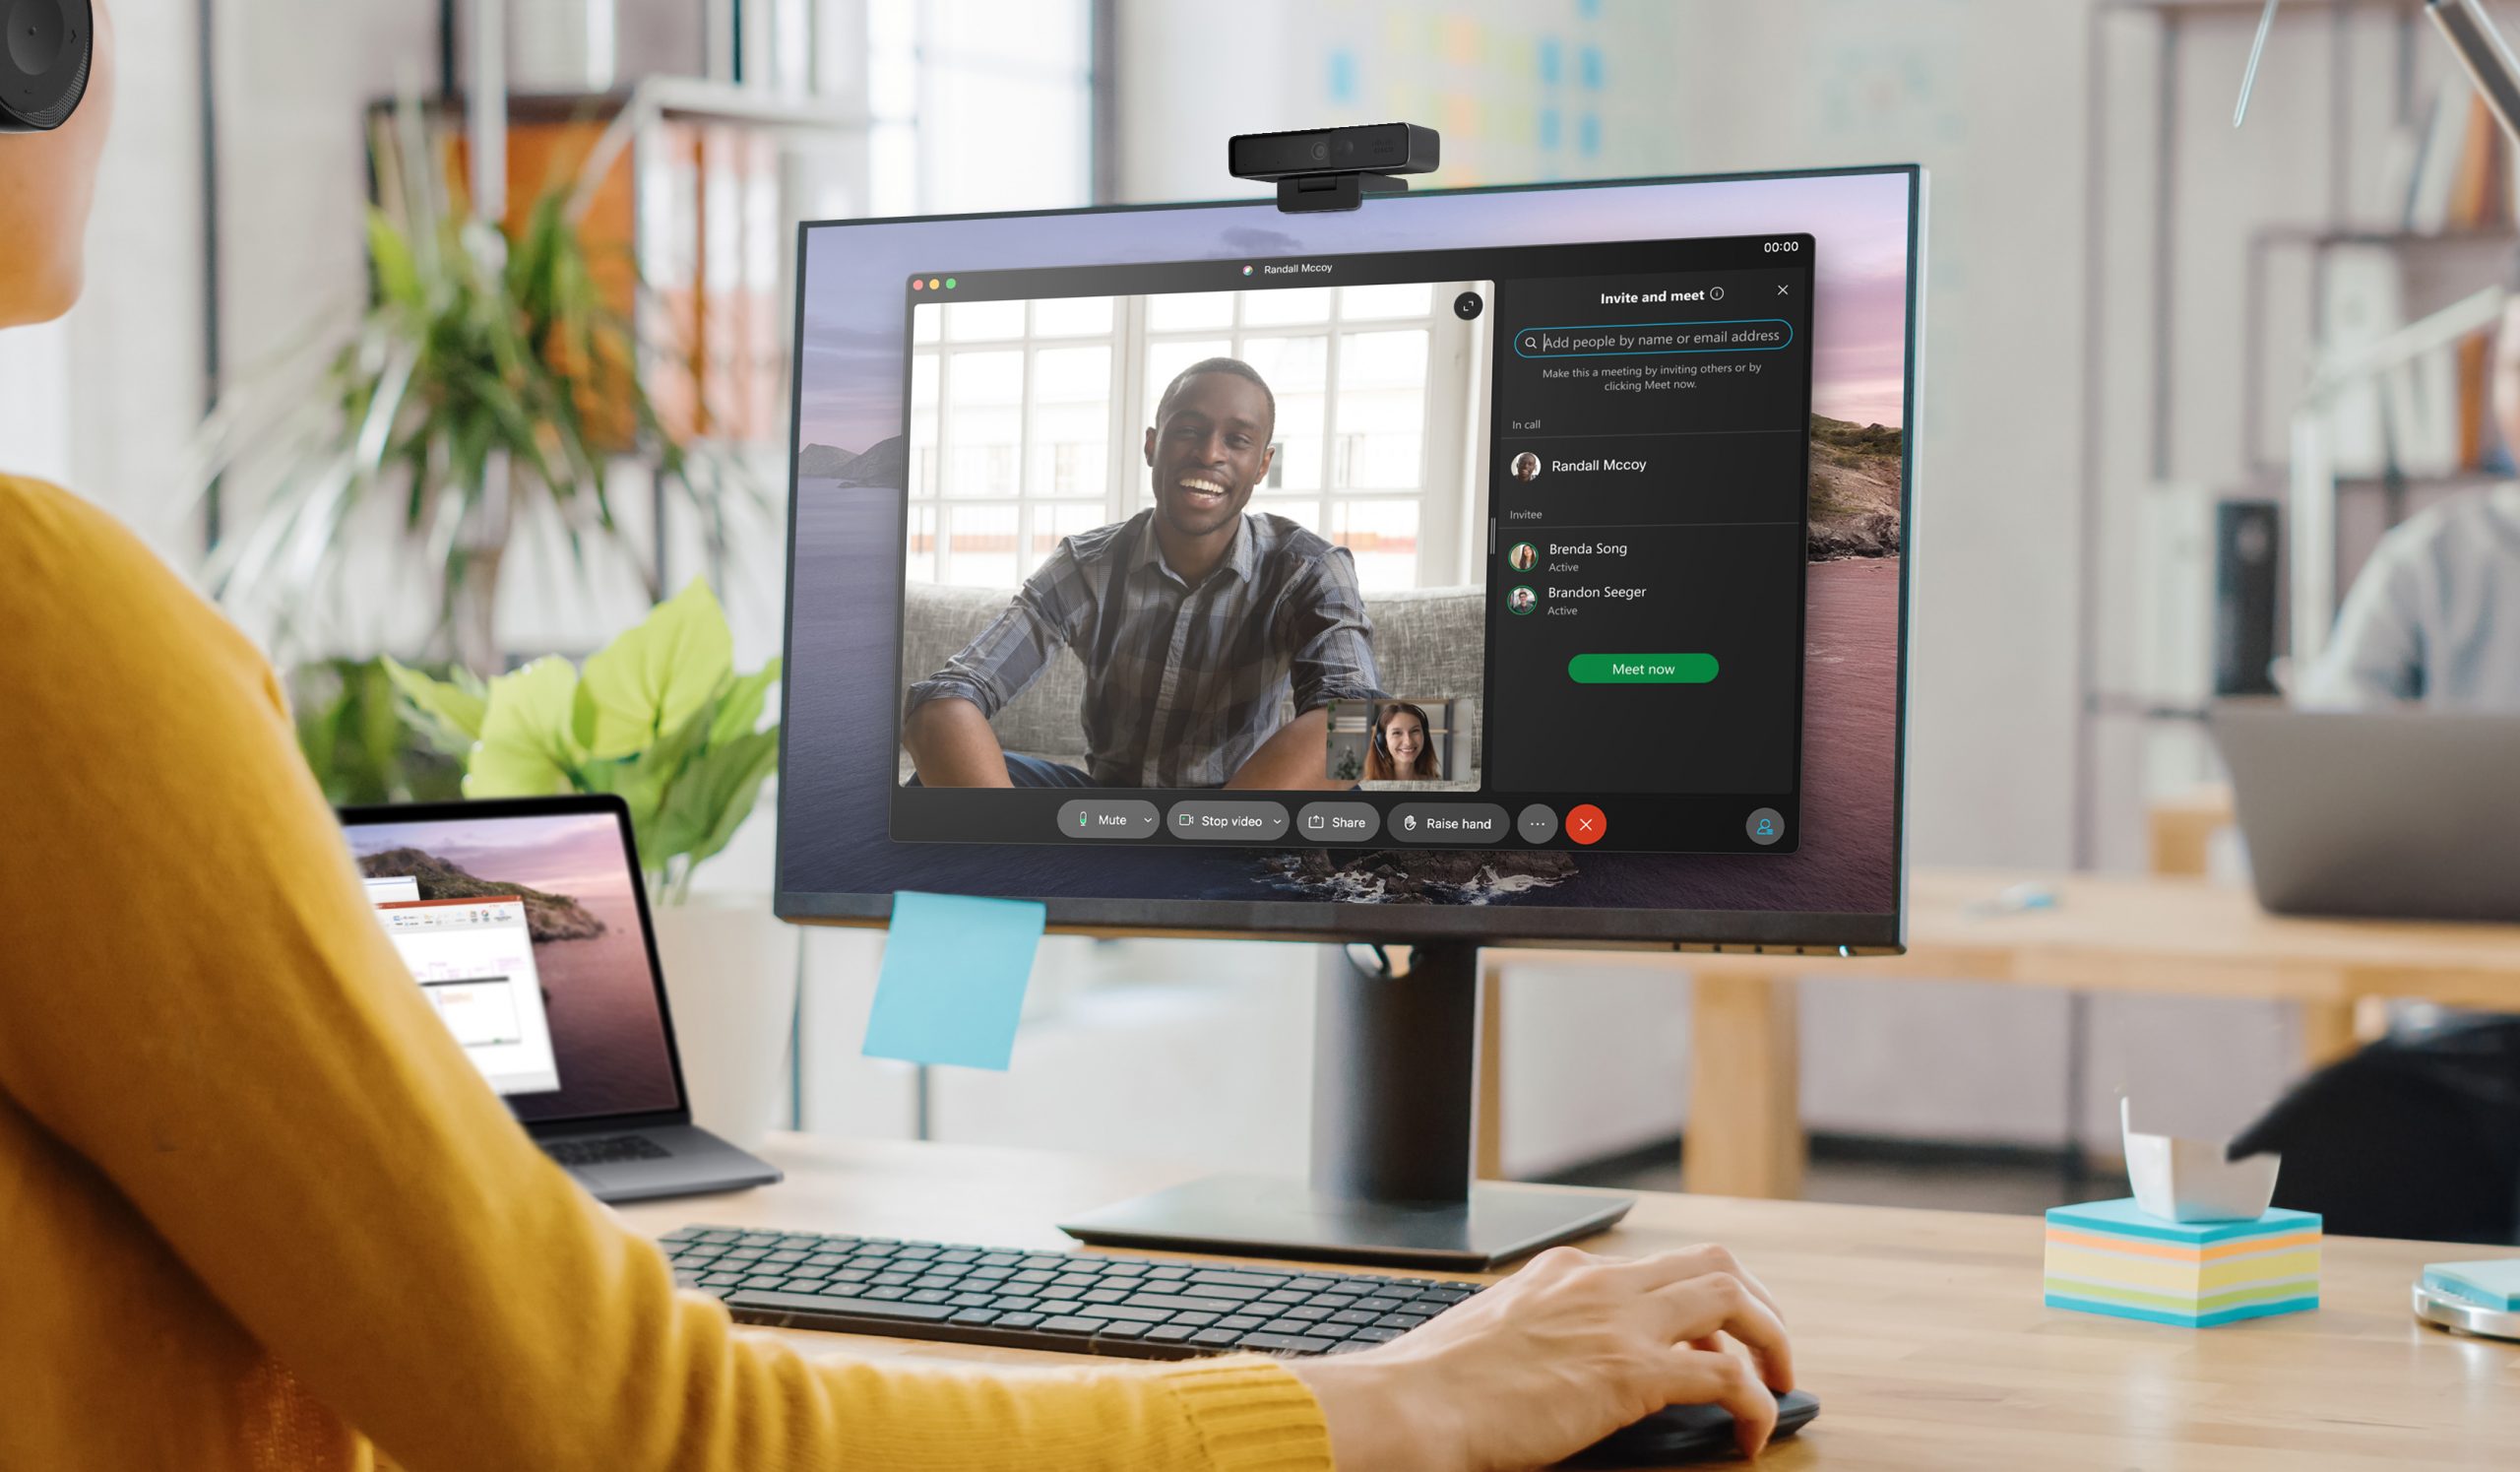 00:00
Randall Mccoy
Invite and meet
Add people by name or email address
Make this a meeting by inviting others or by
clicking Meet now.
In call
Randall Mccoy
Invitee
Brenda Song
Active
Brandon Seeger
Active
Meet now
Mute
Stop video
Share
Raise hand